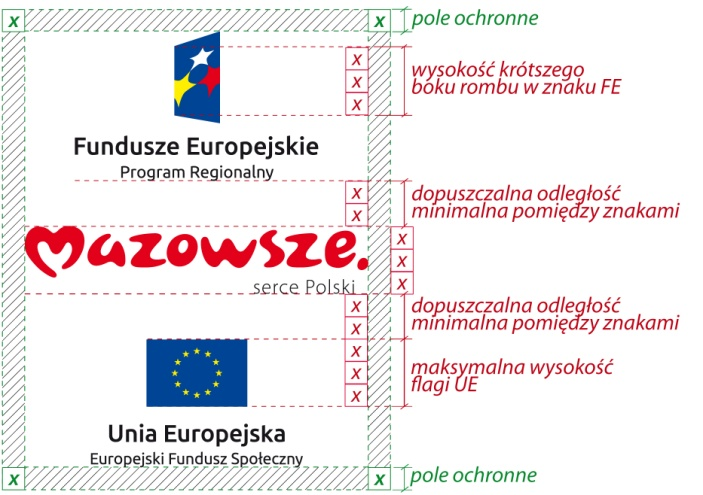 x
x
pole ochronne
x
x
x
wysokość krótszego
boku rombu w znaku FE
Fundusze Europejskie
Program Regionalny
x
x
dopuszczalna odległość
minimalna pomiędzy znakami
mazowsze.
serce Polski
x
x
x
x
x
dopuszczalna odległość
minimalna pomiędzy znakami
x
x
x
maksymalna wysokość
flagi UE
Unia Europejska
Europejski Fundusz Społeczny
x
x
pole ochronne